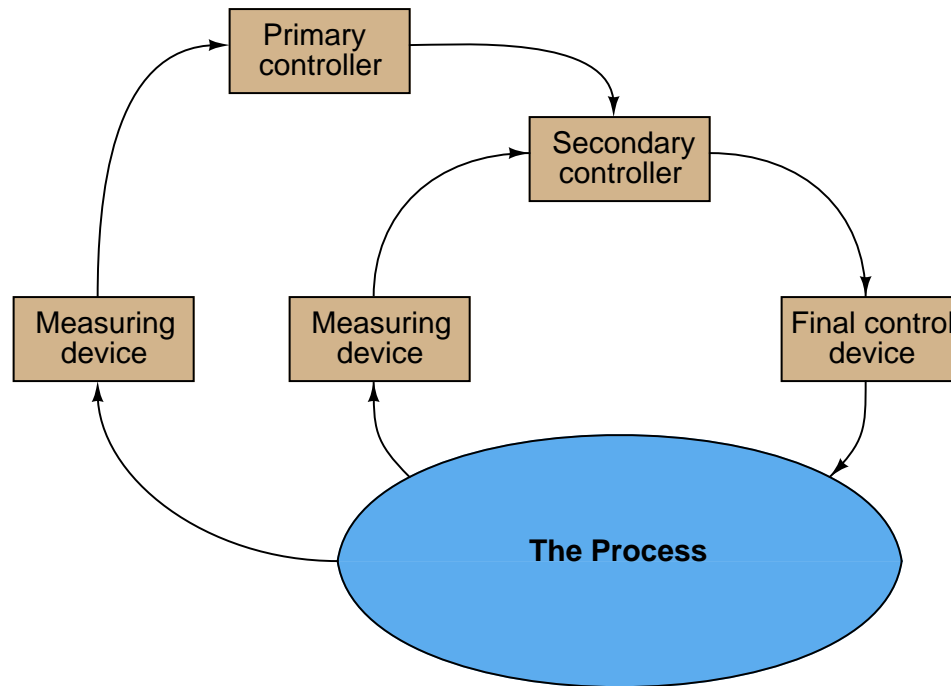 Primary
controller
Secondary
controller
Measuring
device
Measuring
device
Final control
device
The Process